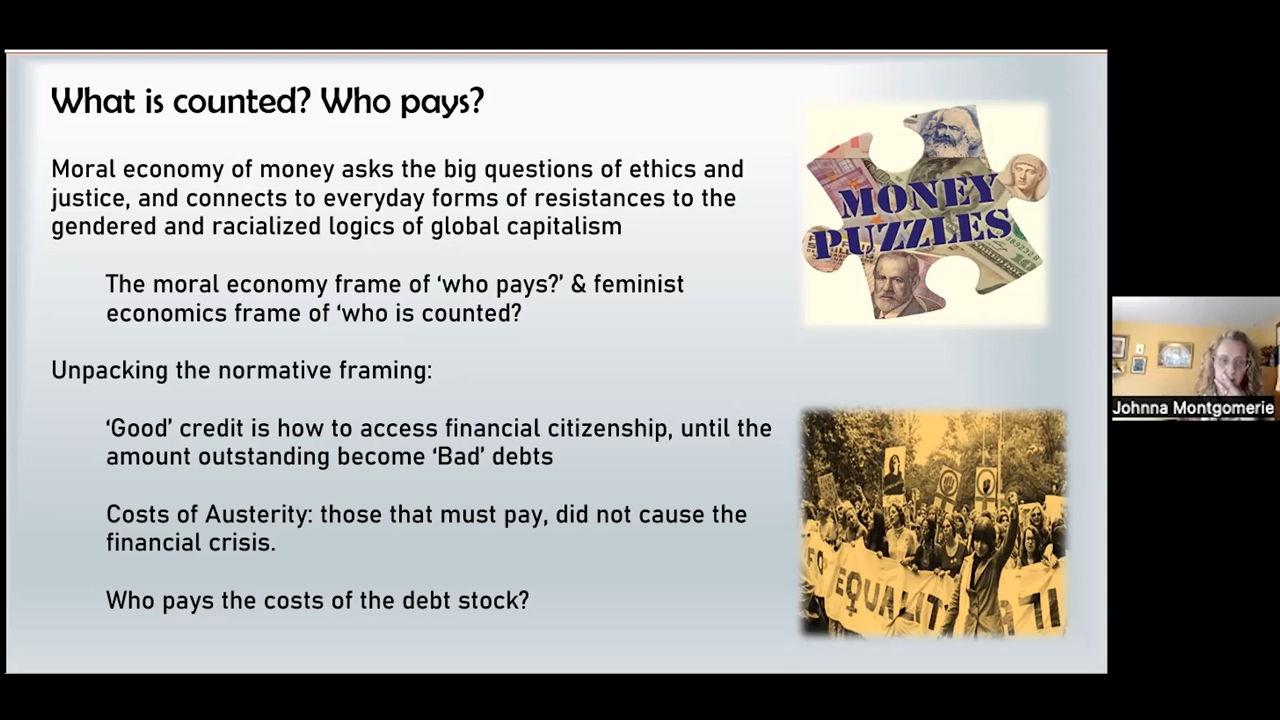 What is counted? Who pays?
Moral economy of money asks the big questions of ethics and
justice, and connects to everyday forms of resistances to the
gendered and racialized logics of global capitalism
The moral economy frame of ‘who pays?’ & feminist
economics frame of ‘who is counted?
Unpacking the normative framing:
‘Good’ credit is how to access financial citizenship, until the
amount outstanding become ‘Bad’ debts
Costs of Austerity: those that must pay, did not cause the
financial crisis.
Who pays the costs of the debt stock?
MONEY
PUZZLES
EQUALIT
Johnna Montgomerie